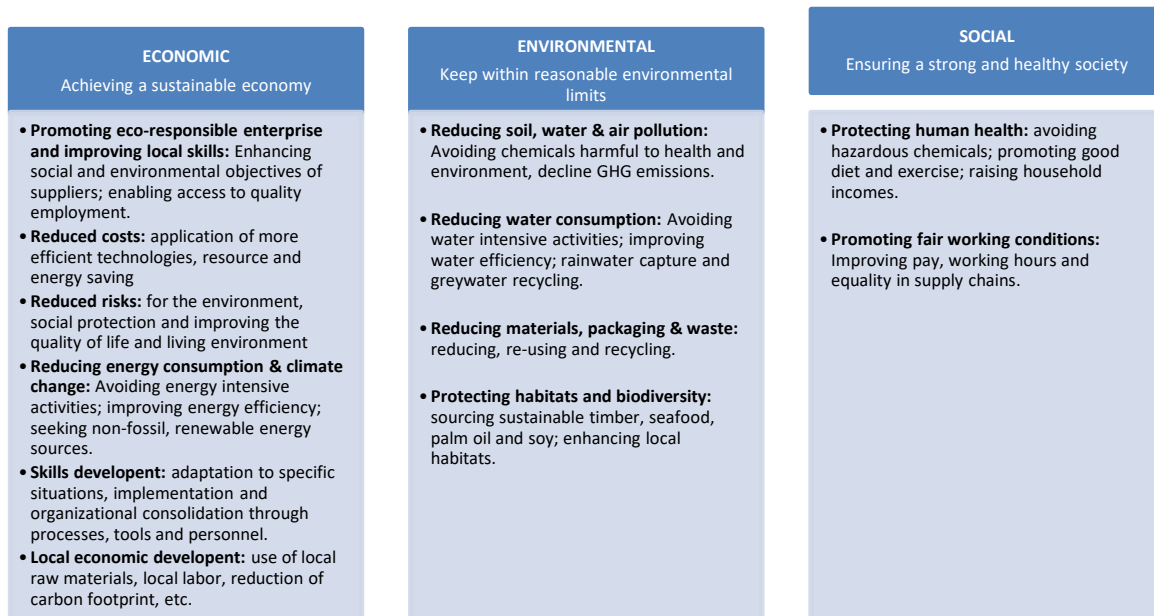 ECONOMIC
Achieving a sustainable economy
• Promoting eco-responsible enterprise
and improving local skills: Enhancing
social and environmental objectives of
suppliers; enabling access to quality
employment.
• Reduced costs: application of more
efficient technologies, resource and
energy saving
• Reduced risks: for the environment,
social protection and improving the
quality of life and living environment
• Reducing energy consumption & climate
change: Avoiding energy intensive
activities; improving energy efficiency;
seeking non-fossil, renewable energy
sources.
• Skills developent: adaptation to specific
situations, implementation and
organizational consolidation through
processes, tools and personnel.
• Local economic developent: use of local
raw materials, local labor, reduction of
carbon footprint, etc.
ENVIRONMENTAL
Keep within reasonable environmental
limits
• Reducing soil, water & air pollution:
Avoiding chemicals harmful to health and
environment, decline GHG emissions.
• Reducing water consumption: Avoiding
water intensive activities; improving
water efficiency; rainwater capture and
greywater recycling.
• Reducing materials, packaging & waste:
reducing, re-using and recycling.
• Protecting habitats and biodiversity:
sourcing sustainable timber, seafood,
palm oil and soy; enhancing local
habitats.
SOCIAL
Ensuring a strong and healthy society
• Protecting human health: avoiding
hazardous chemicals; promoting good
diet and exercise; raising household
incomes.
• Promoting fair working conditions:
Improving pay, working hours and
equality in supply chains.